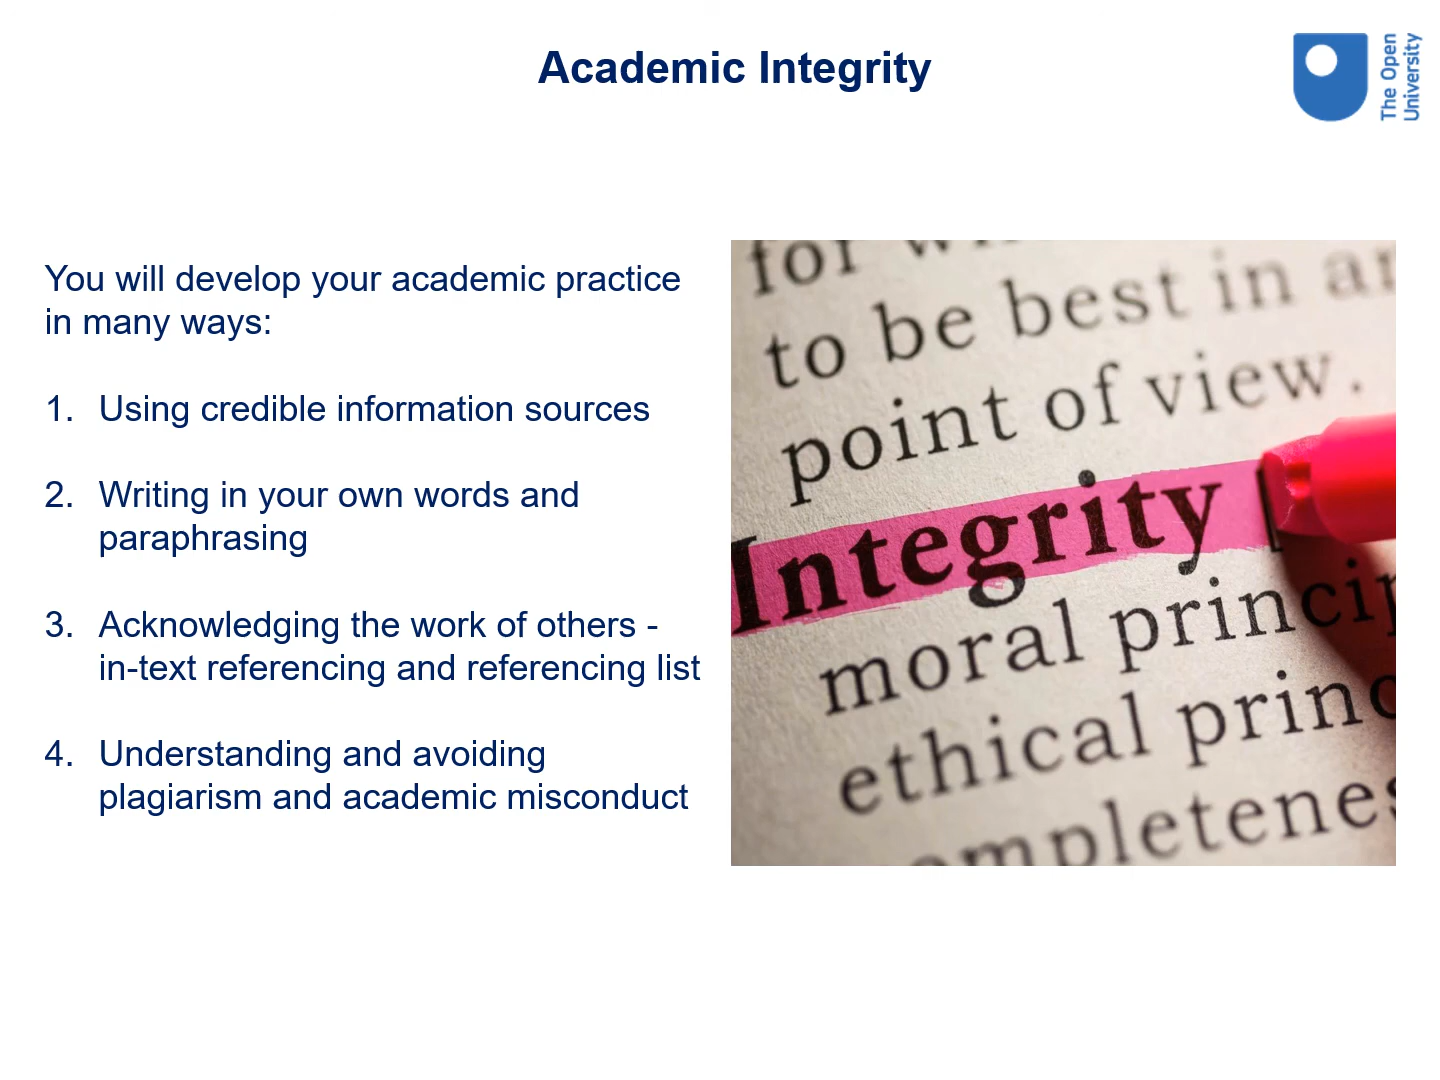 Academic Integrity
The Open
University
You will develop your academic practice
in many ways:
1. Using credible information sources
2. Writing in your own words and
paraphrasing
3. Acknowledging the work of others -
in-text referencing and referencing list
4. Understanding and avoiding
plagiarism and academic misconduct
for
to be best in
point of view.
Integrity
moral
ethical